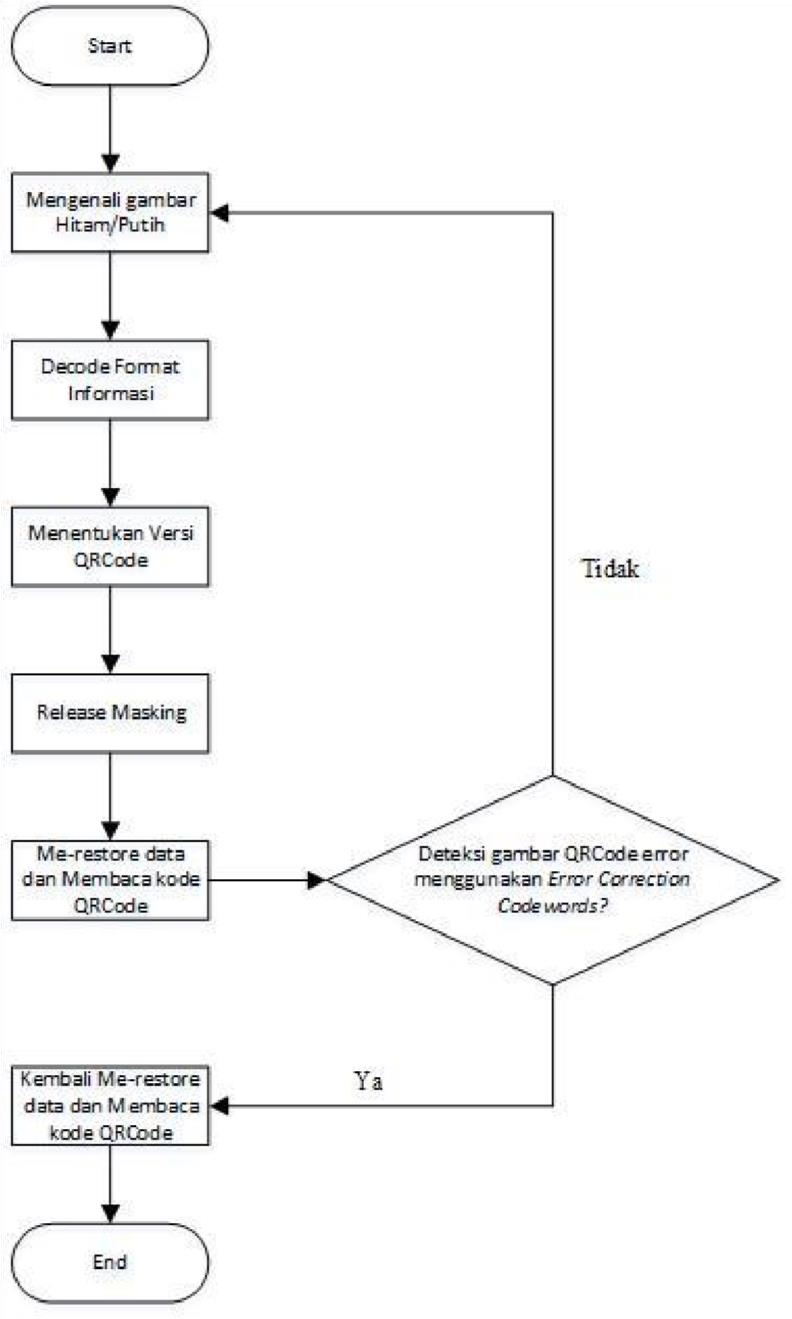 Start
Mengenali gambar
Hitam/Putih
Decode Format
Informasi
Menentukan Versi
QRCode
Release Masking
Me-restore data
dan Membaca kode
QRCode
Deteksi gambar QRCode error
menggunakan Error Correction
Codewords?
Tidak
Ya
Kembali Me-restore
data dan Membaca
kode QRCode
End